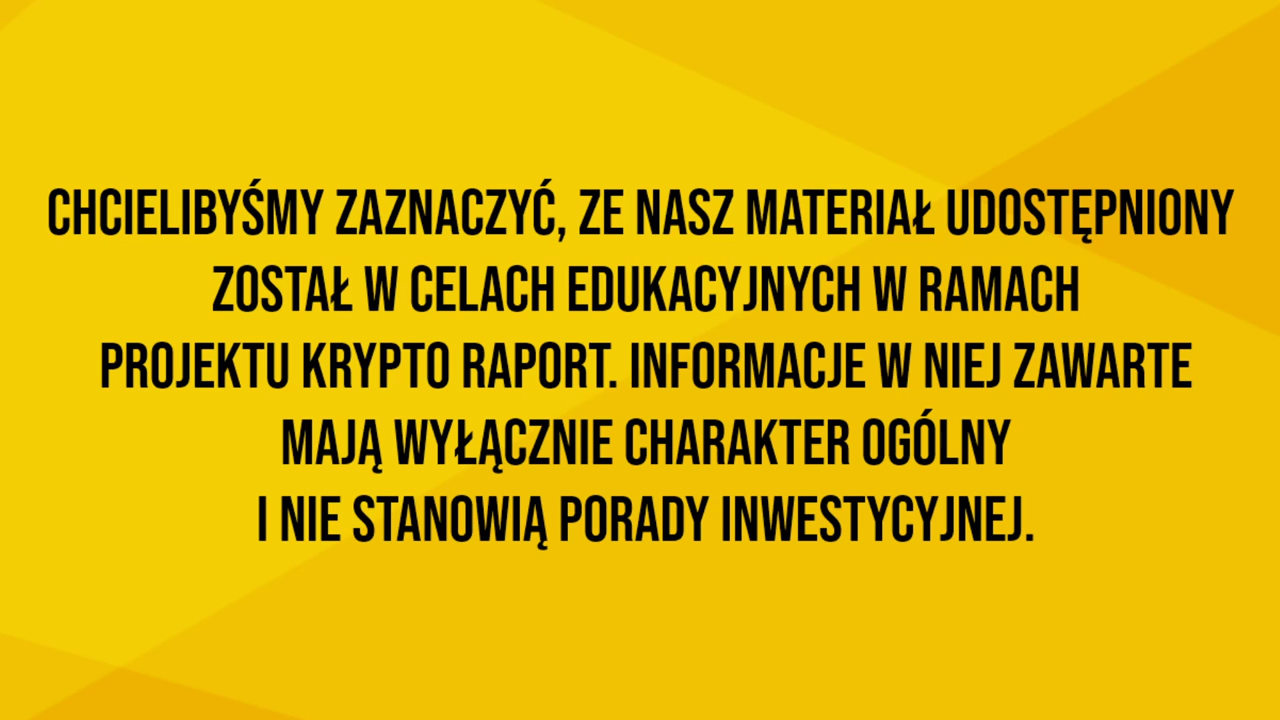 CHCIELIBYŚMY ZAZNACZYĆ, ZE NASZ MATERIAŁ UDOSTĘPNIONY
ZOSTAŁ W CELACH EDUKACYJNYCH W RAMACH
PROJEKTU KRYPTO RAPORT. INFORMACJE W NIEJ ZAWARTE
MAJĄ WYŁĄCZNIE CHARAKTER OGÓLNY
I NIE STANOWIĄ PORADY INWESTYCYJNEJ.